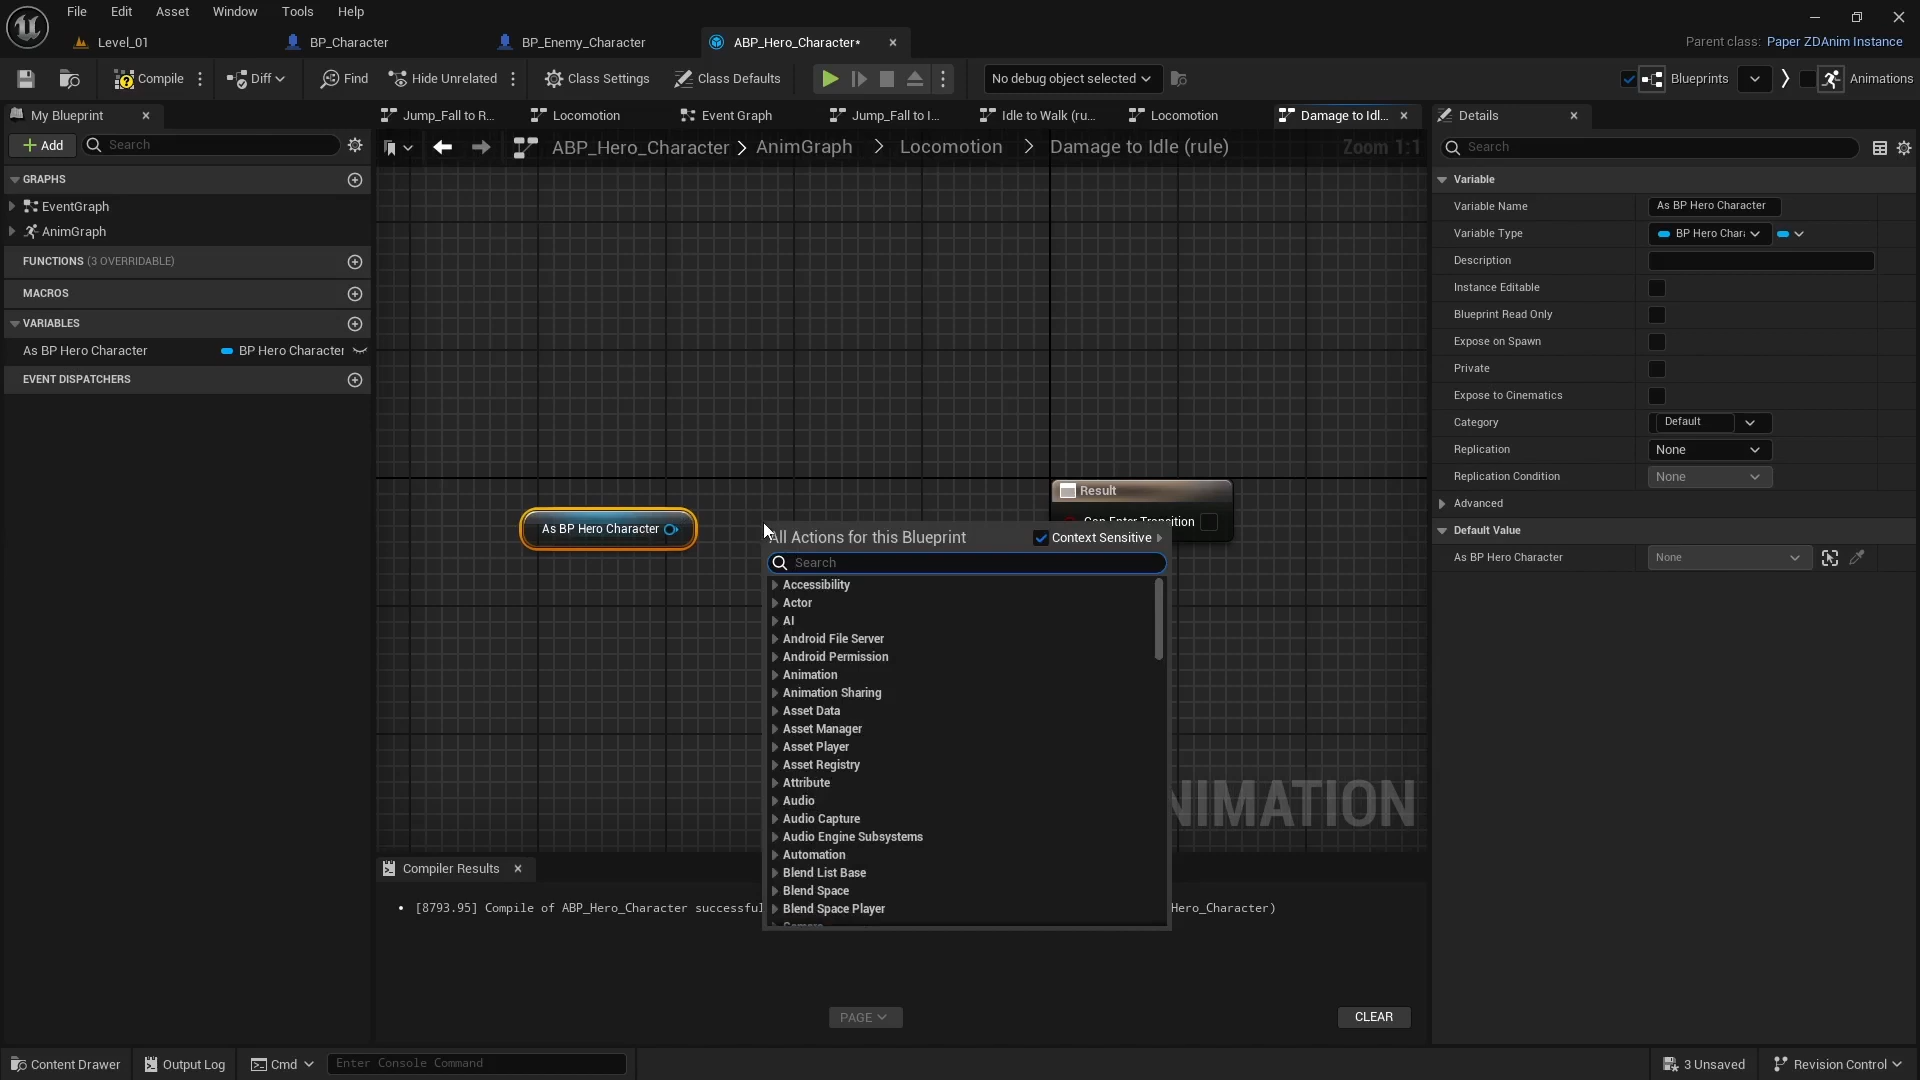 File Edit Asset Window Tools Help
Level_01 BP_Character BP_Enemy_Character ABP_Hero_Character*
Parent class: Paper ZDAnim Instance
Compile Diff Find Hide Unrelated Class Settings Class Defaults No debug object selected Blueprints Animations
My Blueprint
Jump_Fall to R... Locomotion Event Graph Jump_Fall to I... Idle to Walk (ru... Locomotion Damage to Idl...
Details
Add Search
ABP_Hero_Character > AnimGraph > Locomotion > Damage to Idle (rule) Zoom 1:1
Search
GRAPHS
EventGraph
AnimGraph
FUNCTIONS (3 OVERRIDABLE)
MACROS
VARIABLES
As BP Hero Character BP Hero Character
EVENT DISPATCHERS
As BP Hero Character
Result
Can Enter Transition
All Actions for this Blueprint Context Sensitive
Search
Accessibility
Actor
AI
Android File Server
Android Permission
Animation
Animation Sharing
Asset Data
Asset Manager
Asset Player
Asset Registry
Attribute
Audio
Audio Capture
Audio Engine Subsystems
Automation
Blend List Base
Blend Space
Blend Space Player
NIMATION
Variable
Variable Name As BP Hero Character
Variable Type BP Hero Chara
Description
Instance Editable
Blueprint Read Only
Expose on Spawn
Private
Expose to Cinematics
Category Default
Replication None
Replication Condition None
Advanced
Default Value
As BP Hero Character None
Compiler Results
[8793.95] Compile of ABP_Hero_Character successful
Hero_Character)
PAGE CLEAR
Content Drawer Output Log Cmd Enter Console Command 3 Unsaved Revision Control